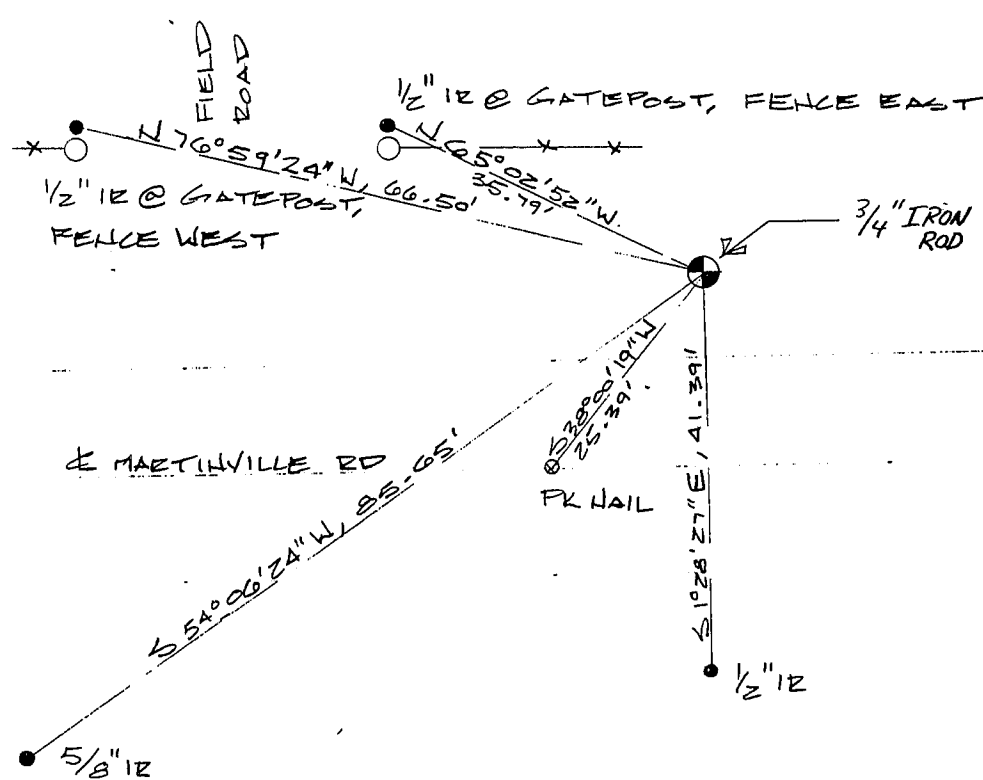 FIELD
ROAD
1/2" IR @ GATEPOST, FENCE EAST
N 76°59'24" W, 66.50'
N 65°02'52" W.
35.79'
1/2" IR @ GATEPOST,
FENCE WEST
3/4" IRON
ROD
S 38°00'19" W
25.39'
℄ MARTINVILLE RD
PK NAIL
S 54°06'24" W, 85.65'
S 1°28'27" E, 41.39'
1/2" IR
5/8" IR